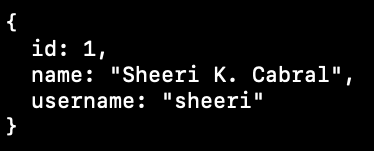 {
  id: 1,
  name: "Sheeri K. Cabral",
  username: "sheeri"
}